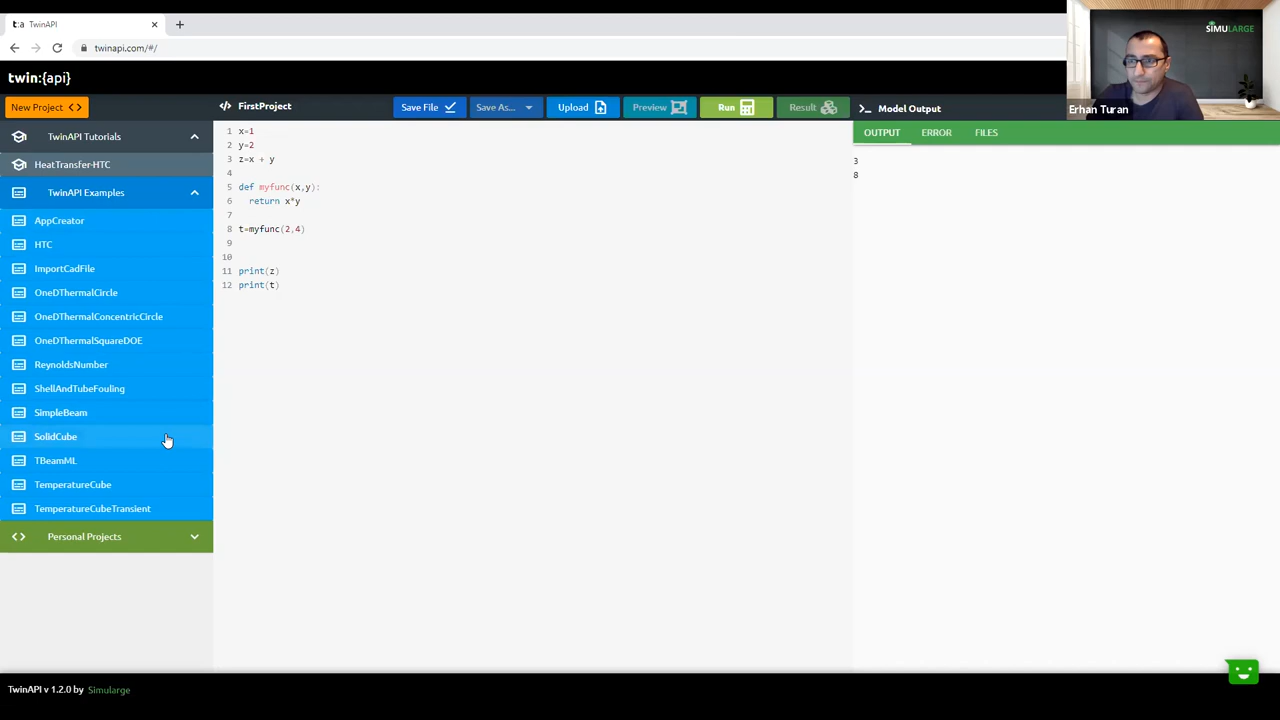 t:a TwinAPI
twinapi.com/#/
SIMULARGE
Erhan Turan
twin:{api}
New Project <>
</> FirstProject
Save File
Save As...
Upload
Preview
Run
Result
>_ Model Output
TwinAPI Tutorials
HeatTransfer-HTC
TwinAPI Examples
AppCreator
HTC
ImportCadFile
OneDThermalCircle
OneDThermalConcentricCircle
OneDThermalSquareDOE
ReynoldsNumber
ShellAndTubeFouling
SimpleBeam
SolidCube
TBeamML
TemperatureCube
TemperatureCubeTransient
<> Personal Projects
1 x=1
2 y=2
3 z=x + y
4
5 def myfunc(x,y):
6 return x*y
7
8 t=myfunc(2,4)
9
10
11 print(z)
12 print(t)
OUTPUT ERROR FILES
3
8
TwinAPI v 1.2.0 by Simularge